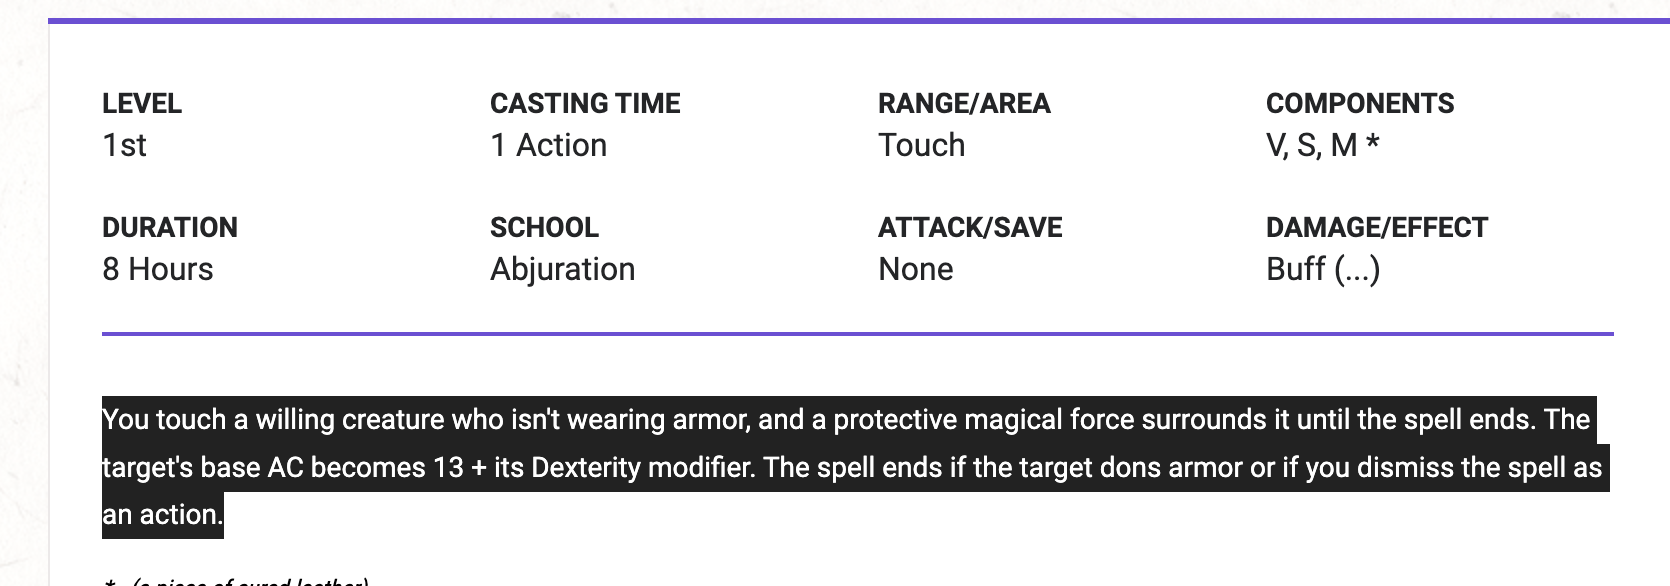 LEVEL CASTING TIME RANGE/AREA COMPONENTS
1st 1 Action Touch V, S, M *
DURATION SCHOOL ATTACK/SAVE DAMAGE/EFFECT
8 Hours Abjuration None Buff (...)
You touch a willing creature who isn't wearing armor, and a protective magical force surrounds it until the spell ends. The
target's base AC becomes 13 + its Dexterity modifier. The spell ends if the target dons armor or if you dismiss the spell as
an action.
* - (a piece of cured leather)